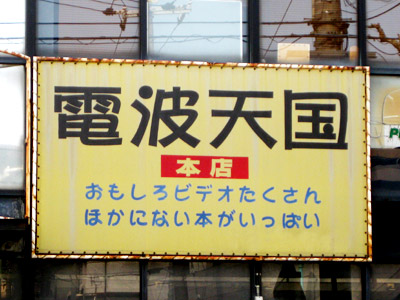 電波天国
本店
おもしろビデオたくさん
ほかにない本がいっぱい